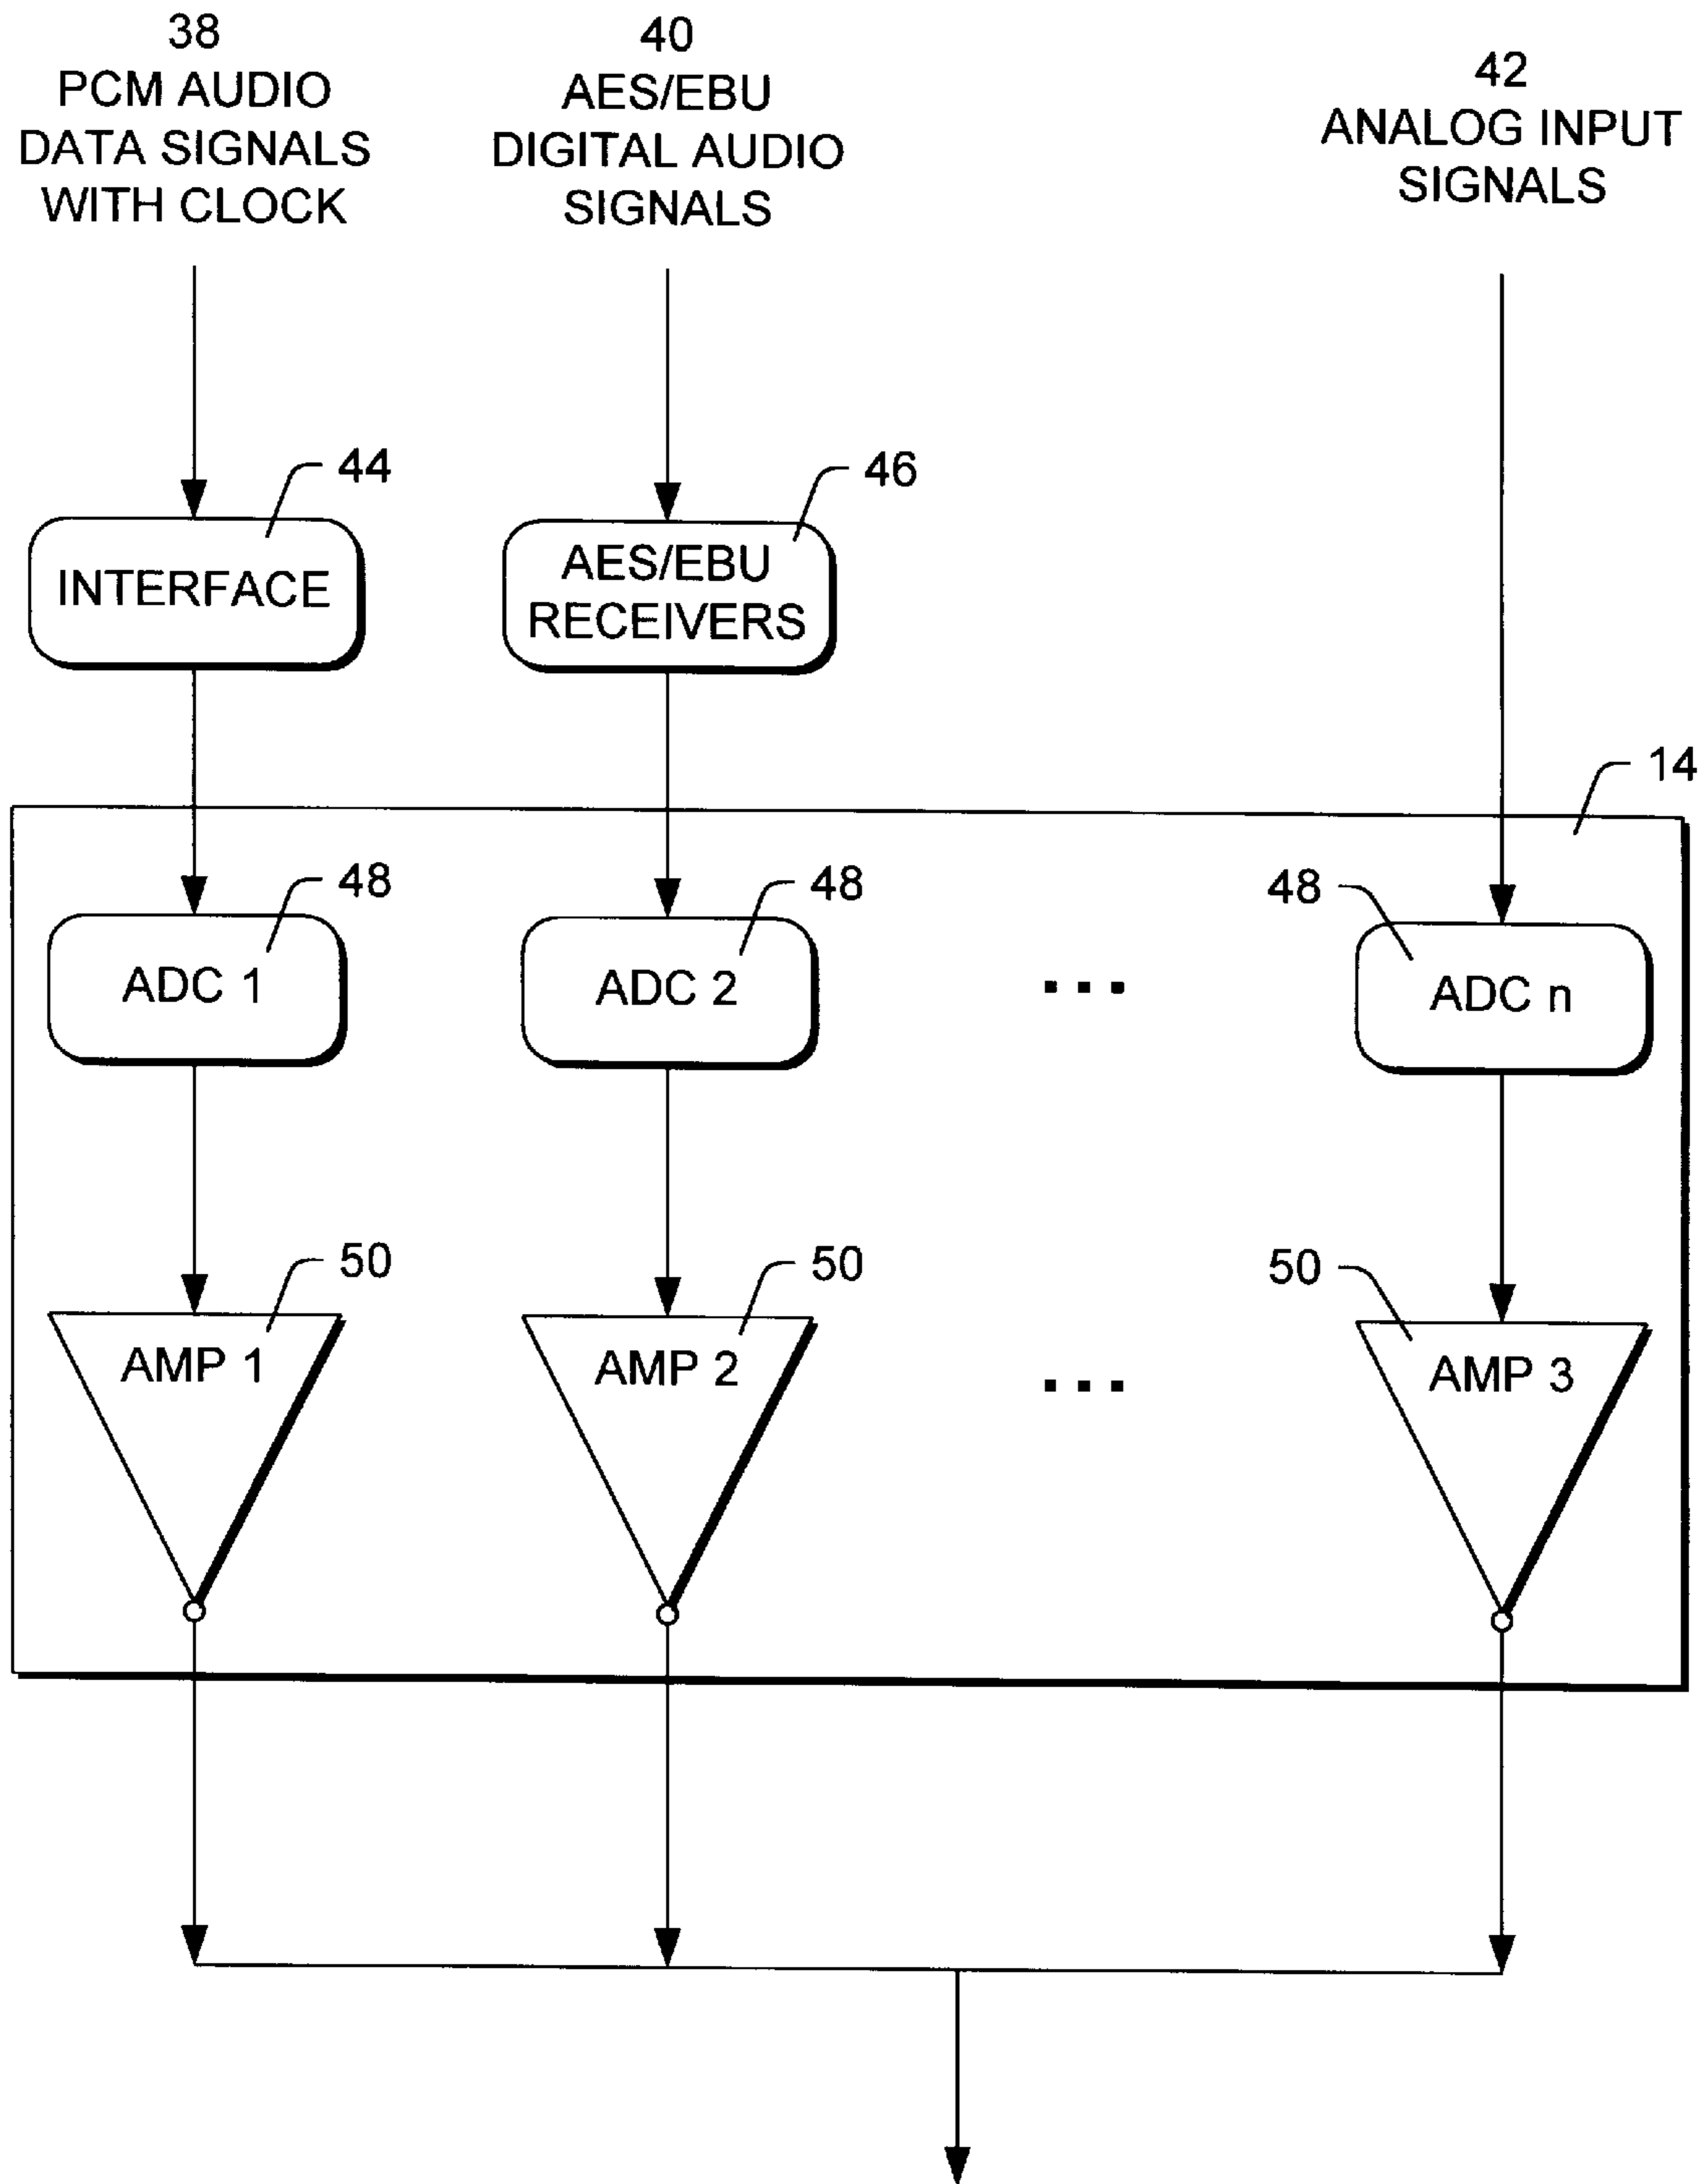 38
PCM AUDIO
DATA SIGNALS
WITH CLOCK
40
AES/EBU
DIGITAL AUDIO
SIGNALS
42
ANALOG INPUT
SIGNALS
44
INTERFACE
46
AES/EBU
RECEIVERS
14
48
ADC 1
48
ADC 2
...
48
ADC n
50
AMP 1
50
AMP 2
...
50
AMP 3